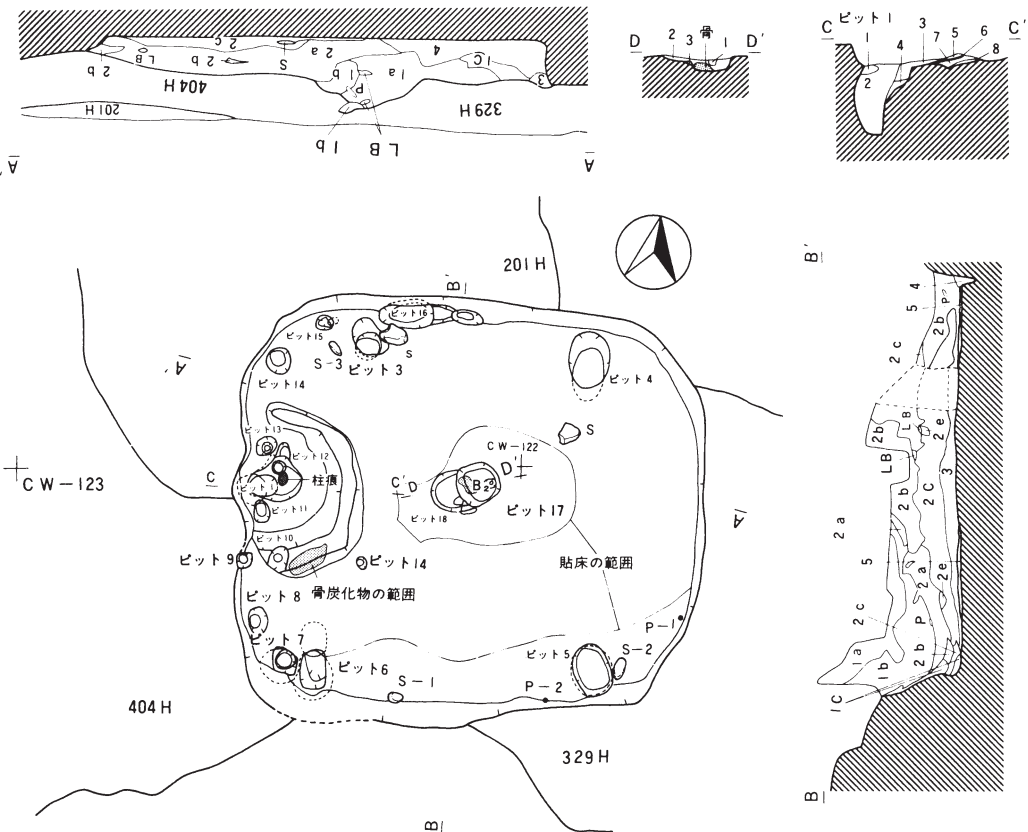 2b
LB
2b
2c
S
2a
4
1C
1b
1a
P
3
404H
201H
329H
1b
LB
A'
A
D
2
3
骨
1
D'
C
ピット1
C'
1
2
4
3
7
5
6
8
201H
B'
B'
ピット16
ピット15
S-3
ピット3
S
ピット14
ピット4
A'
ピット13
ピット12
S
CW-122
CW-123
C
ピット1
柱痕
C'
D
B2
D'
ピット18
ピット17
ピット11
A
ピット10
ピット9
ピット14
貼床の範囲
ピット8
骨炭化物の範囲
ピット7
P-1
ピット6
ピット5
S-2
S-1
P-2
404H
329H
B
4
5
P
2b
2c
2b
LB
2e
LB
3
2b
2C
2a
5
2a
2e
2c
P
1a
1b
2b
1C
B